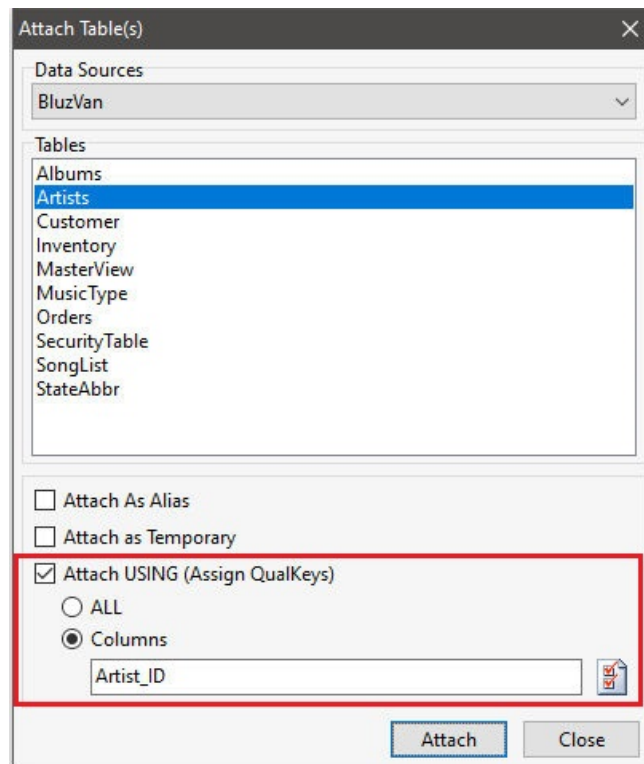 Attach Table(s)
Data Sources
BluzVan
Tables
Albums
Artists
Customer
Inventory
MasterView
MusicType
Orders
SecurityTable
SongList
StateAbbr
Attach As Alias
Attach as Temporary
Attach USING (Assign QualKeys)
ALL
Columns
Artist_ID
Attach Close